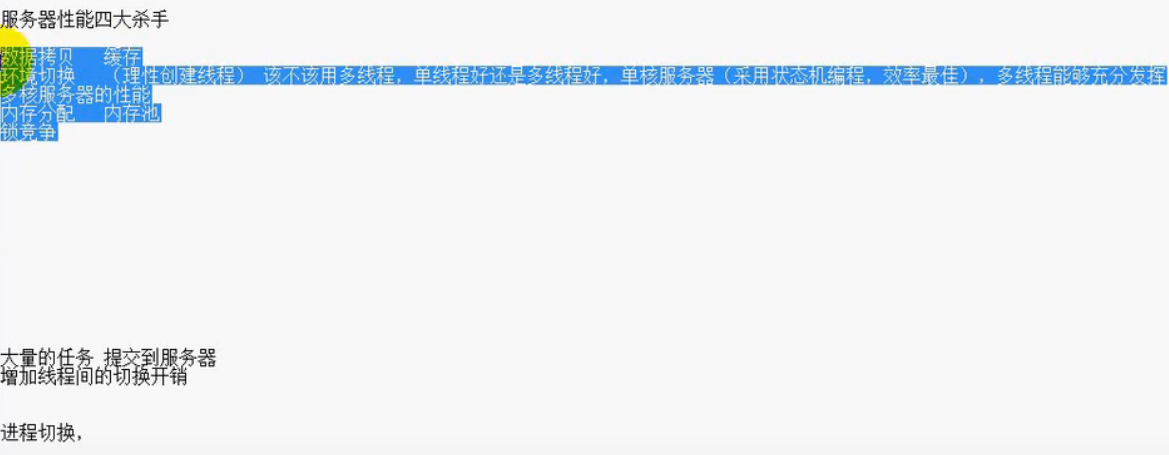 服务器性能四大杀手
数据拷贝 缓存
环境切换 （理性创建线程） 该不该用多线程，单线程好还是多线程好，单核服务器（采用状态机编程，效率最佳），多线程能够充分发挥
多核服务器的性能
内存分配 内存池
锁竞争
大量的任务 提交到服务器
增加线程间的切换开销
进程切换，